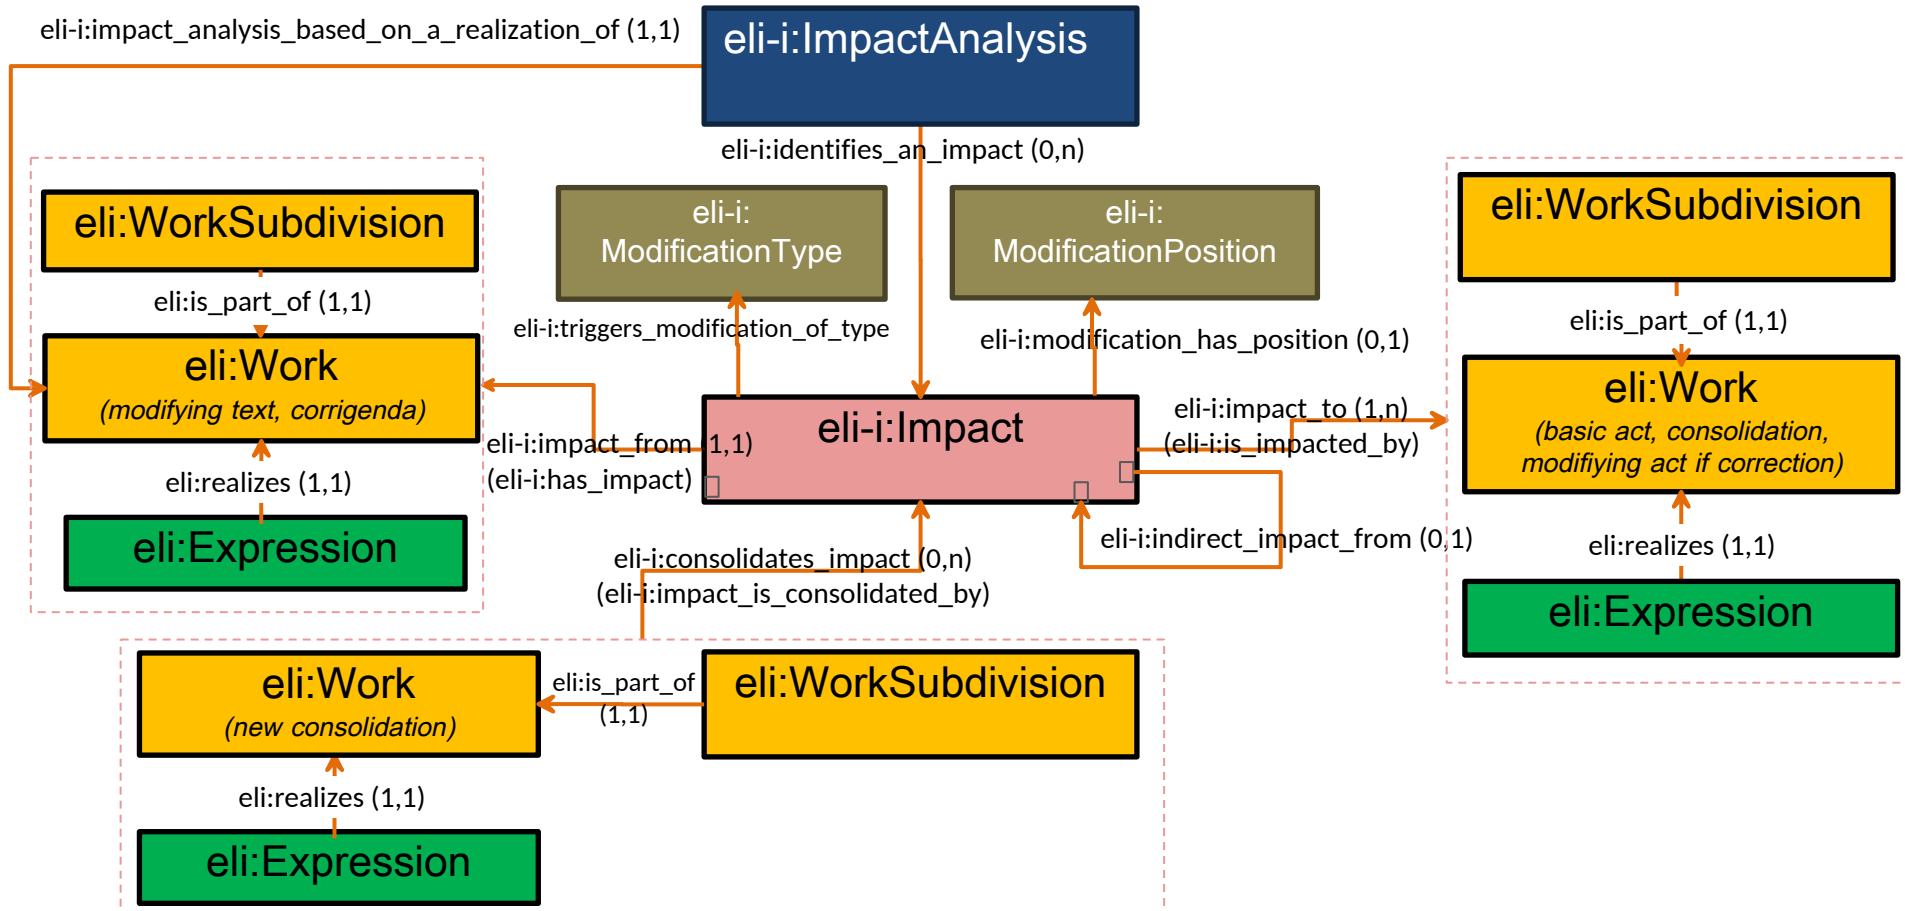 eli-i:impact_analysis_based_on_a_realization_of (1,1)
eli-i:ImpactAnalysis
eli-i:identifies_an_impact (0,n)
eli:WorkSubdivision
eli:is_part_of (1,1)
eli:Work
(modifying text, corrigenda)
eli:realizes (1,1)
eli:Expression
eli-i:
ModificationType
eli-i:triggers_modification_of_type
eli-i:
ModificationPosition
eli-i:modification_has_position (0,1)
eli-i:impact_from (1,1)
(eli-i:has_impact)
eli-i:Impact
eli-i:impact_to (1,n)
(eli-i:is_impacted_by)
eli-i:indirect_impact_from (0,1)
eli:WorkSubdivision
eli:is_part_of (1,1)
eli:Work
(basic act, consolidation,
modifiying act if correction)
eli:realizes (1,1)
eli:Expression
eli-i:consolidates_impact (0,n)
(eli-i:impact_is_consolidated_by)
eli:Work
(new consolidation)
eli:is_part_of
(1,1)
eli:WorkSubdivision
eli:realizes (1,1)
eli:Expression